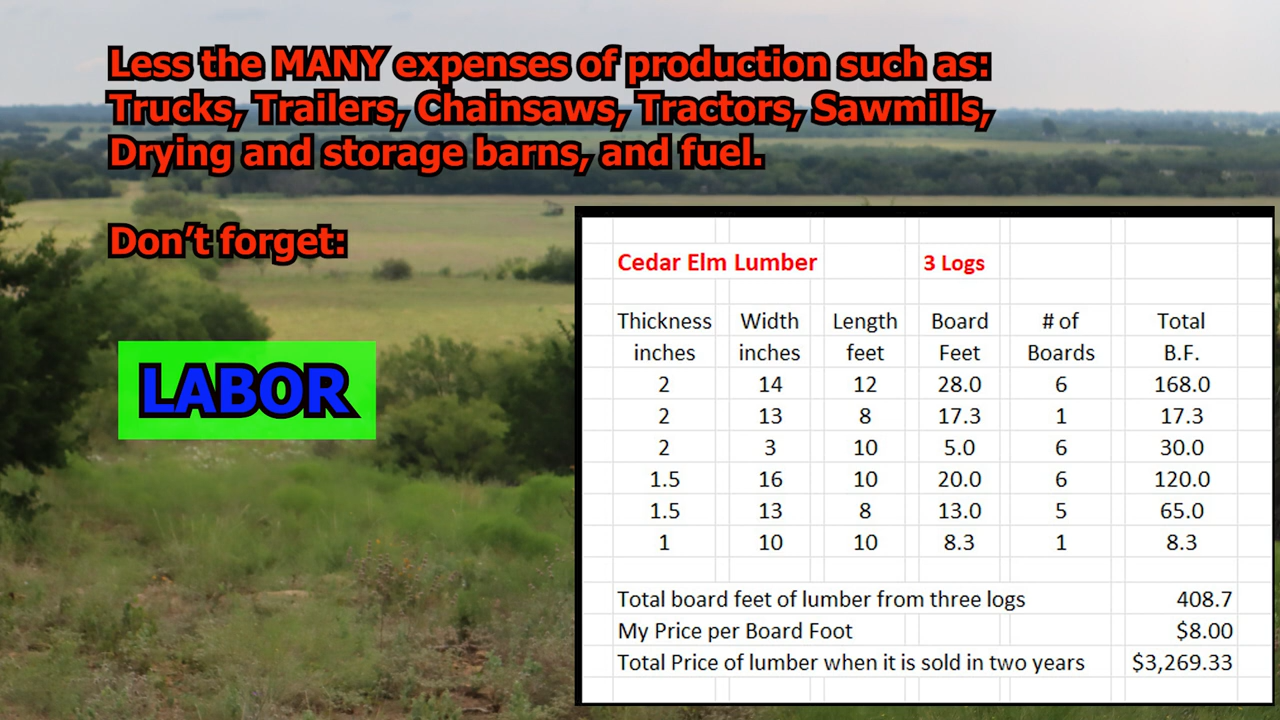 Less the MANY expenses of production such as:
Trucks, Trailers, Chainsaws, Tractors, Sawmills,
Drying and storage barns, and fuel.
Don't forget:
LABOR
Cedar Elm Lumber 3 Logs
Thickness Width Length Board # of Total
inches inches feet Feet Boards B.F.
2 14 12 28.0 6 168.0
2 13 8 17.3 1 17.3
2 3 10 5.0 6 30.0
1.5 16 10 20.0 6 120.0
1.5 13 8 13.0 5 65.0
1 10 10 8.3 1 8.3
Total board feet of lumber from three logs 408.7
My Price per Board Foot $8.00
Total Price of lumber when it is sold in two years $3,269.33